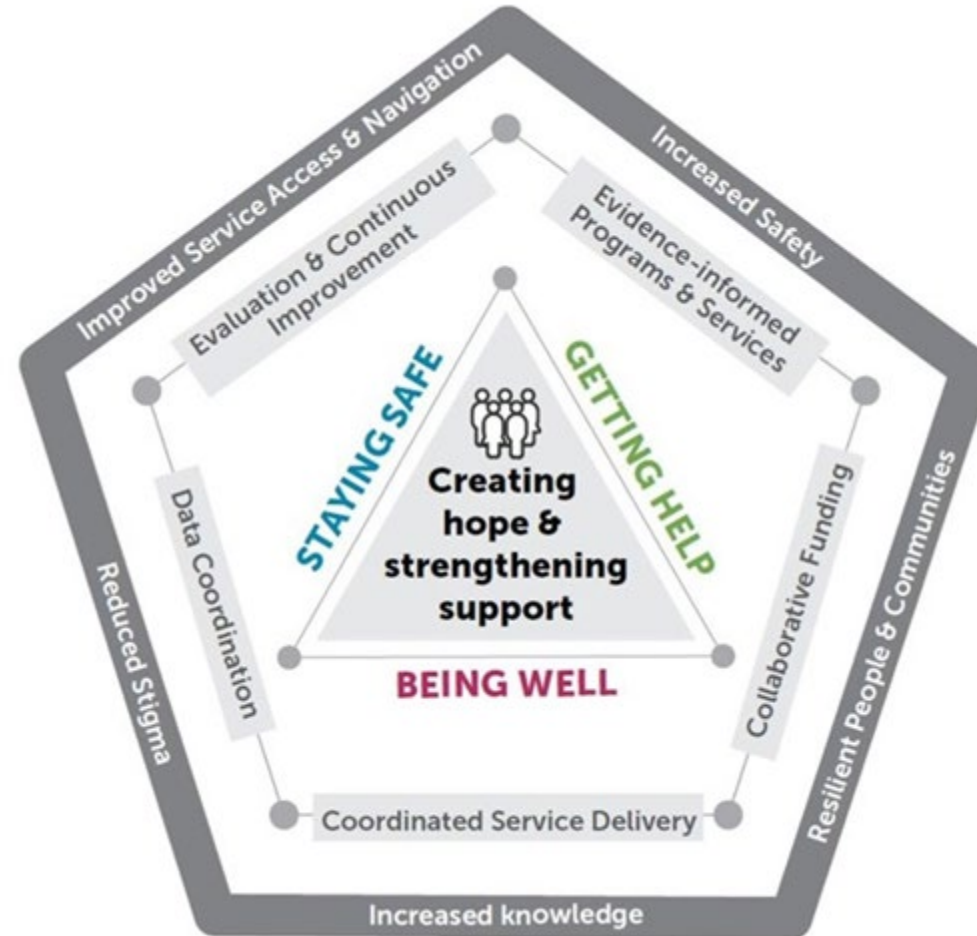 Improved Service Access & Navigation
Increased Safety
Evaluation & Continuous
Improvement
Evidence-informed
Programs & Services
STAYING SAFE
GETTING HELP
Creating
hope &
strengthening
support
BEING WELL
Data Coordination
Collaborative Funding
Reduced Stigma
Resilient People & Communities
Coordinated Service Delivery
Increased knowledge